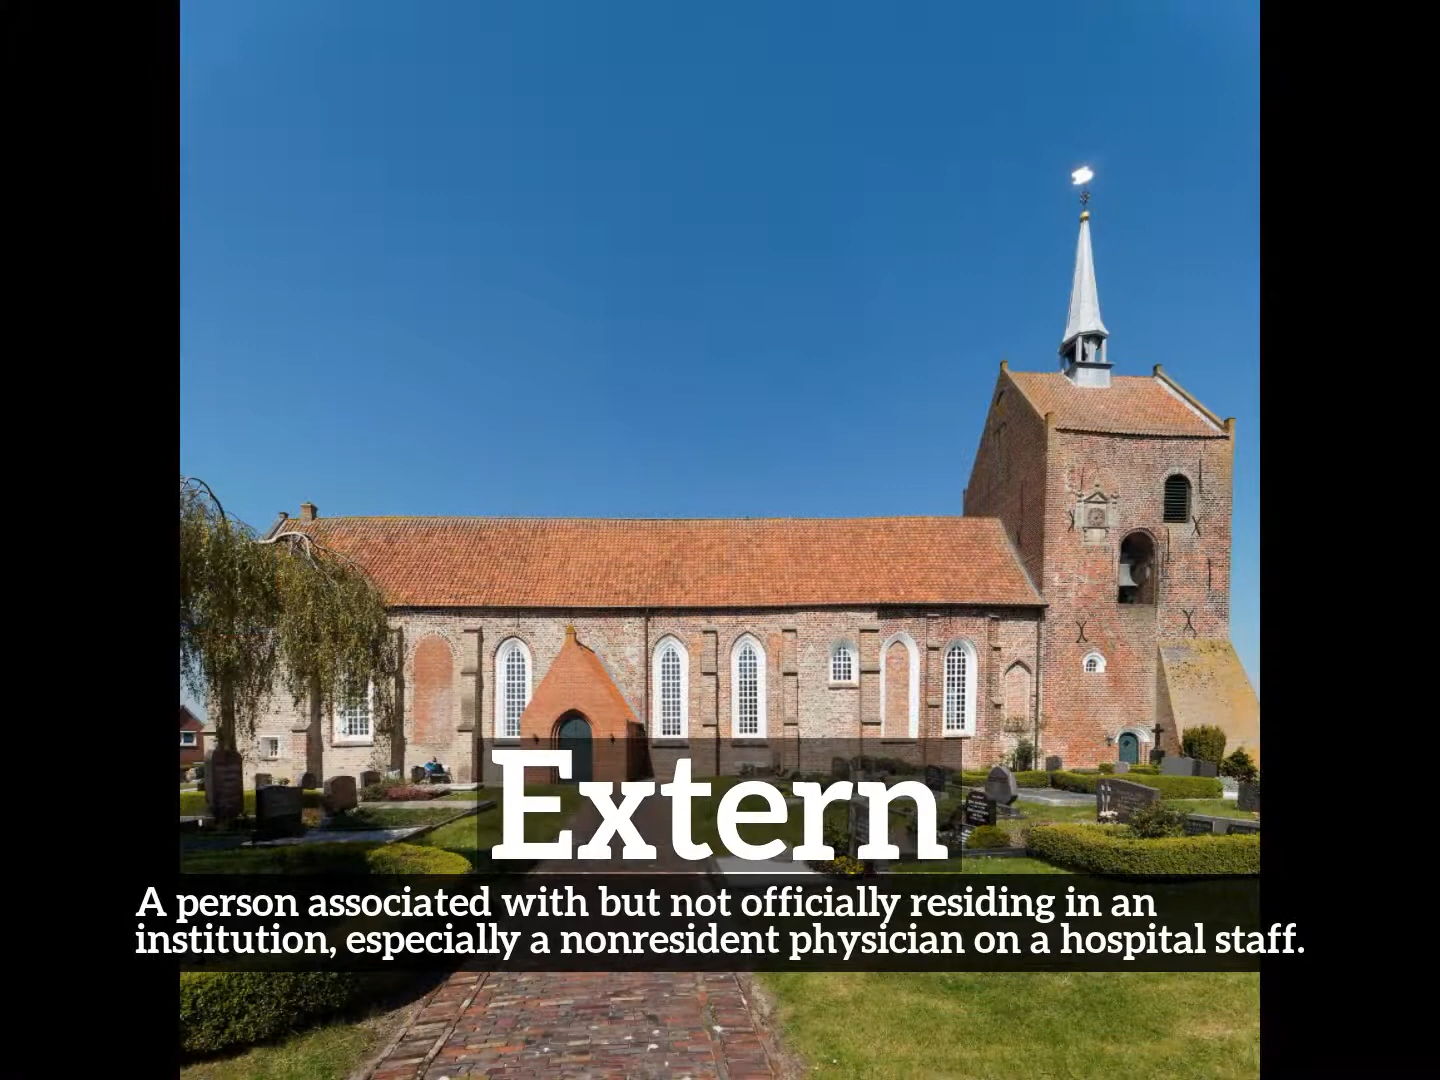 Extern
A person associated with but not officially residing in an
institution, especially a nonresident physician on a hospital staff.